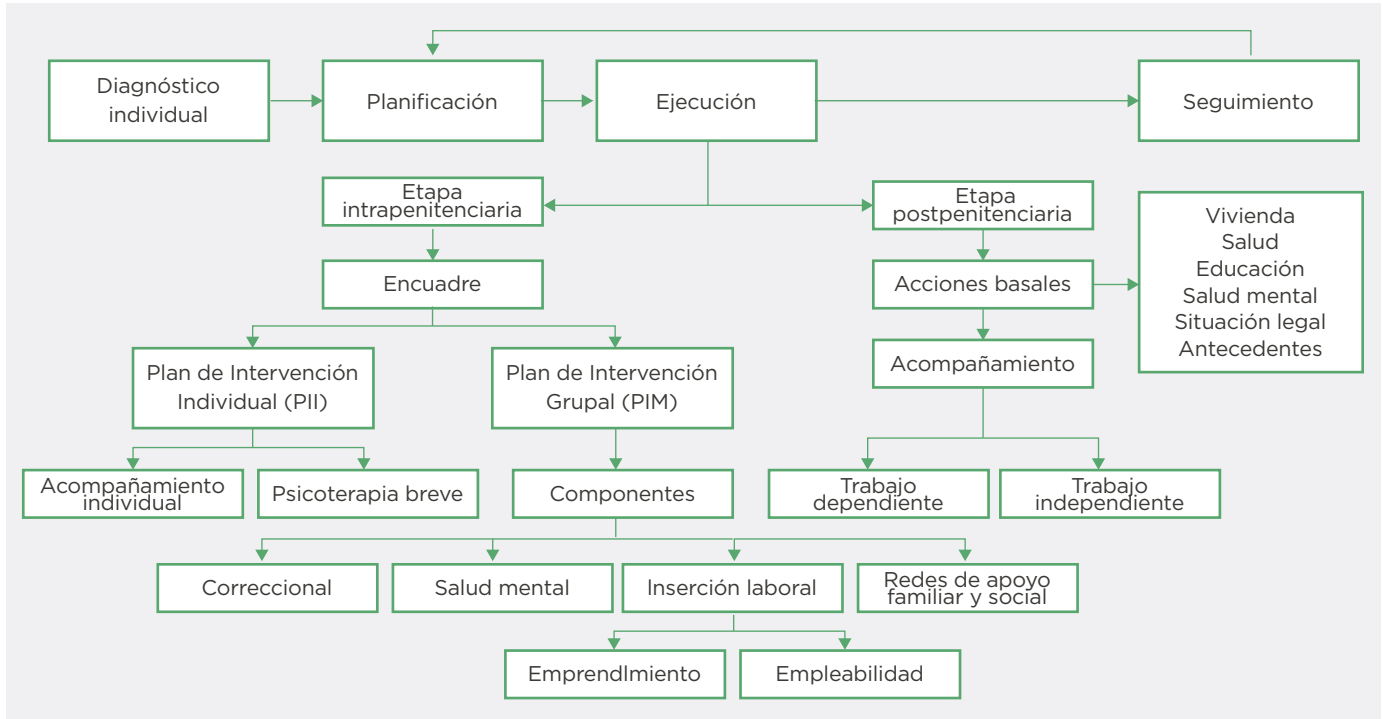 Diagnóstico
individual
Planificación
Ejecución
Seguimiento
Etapa
intrapenitenciaria
Etapa
postpenitenciaria
Vivienda
Salud
Educación
Salud mental
Situación legal
Antecedentes
Encuadre
Acciones basales
Plan de Intervención
Individual (PII)
Plan de Intervención
Grupal (PIM)
Acompañamiento
Acompañamiento
individual
Psicoterapia breve
Componentes
Trabajo
dependiente
Trabajo
independiente
Correccional
Salud mental
Inserción laboral
Redes de apoyo
familiar y social
Emprendlmiento
Empleabilidad